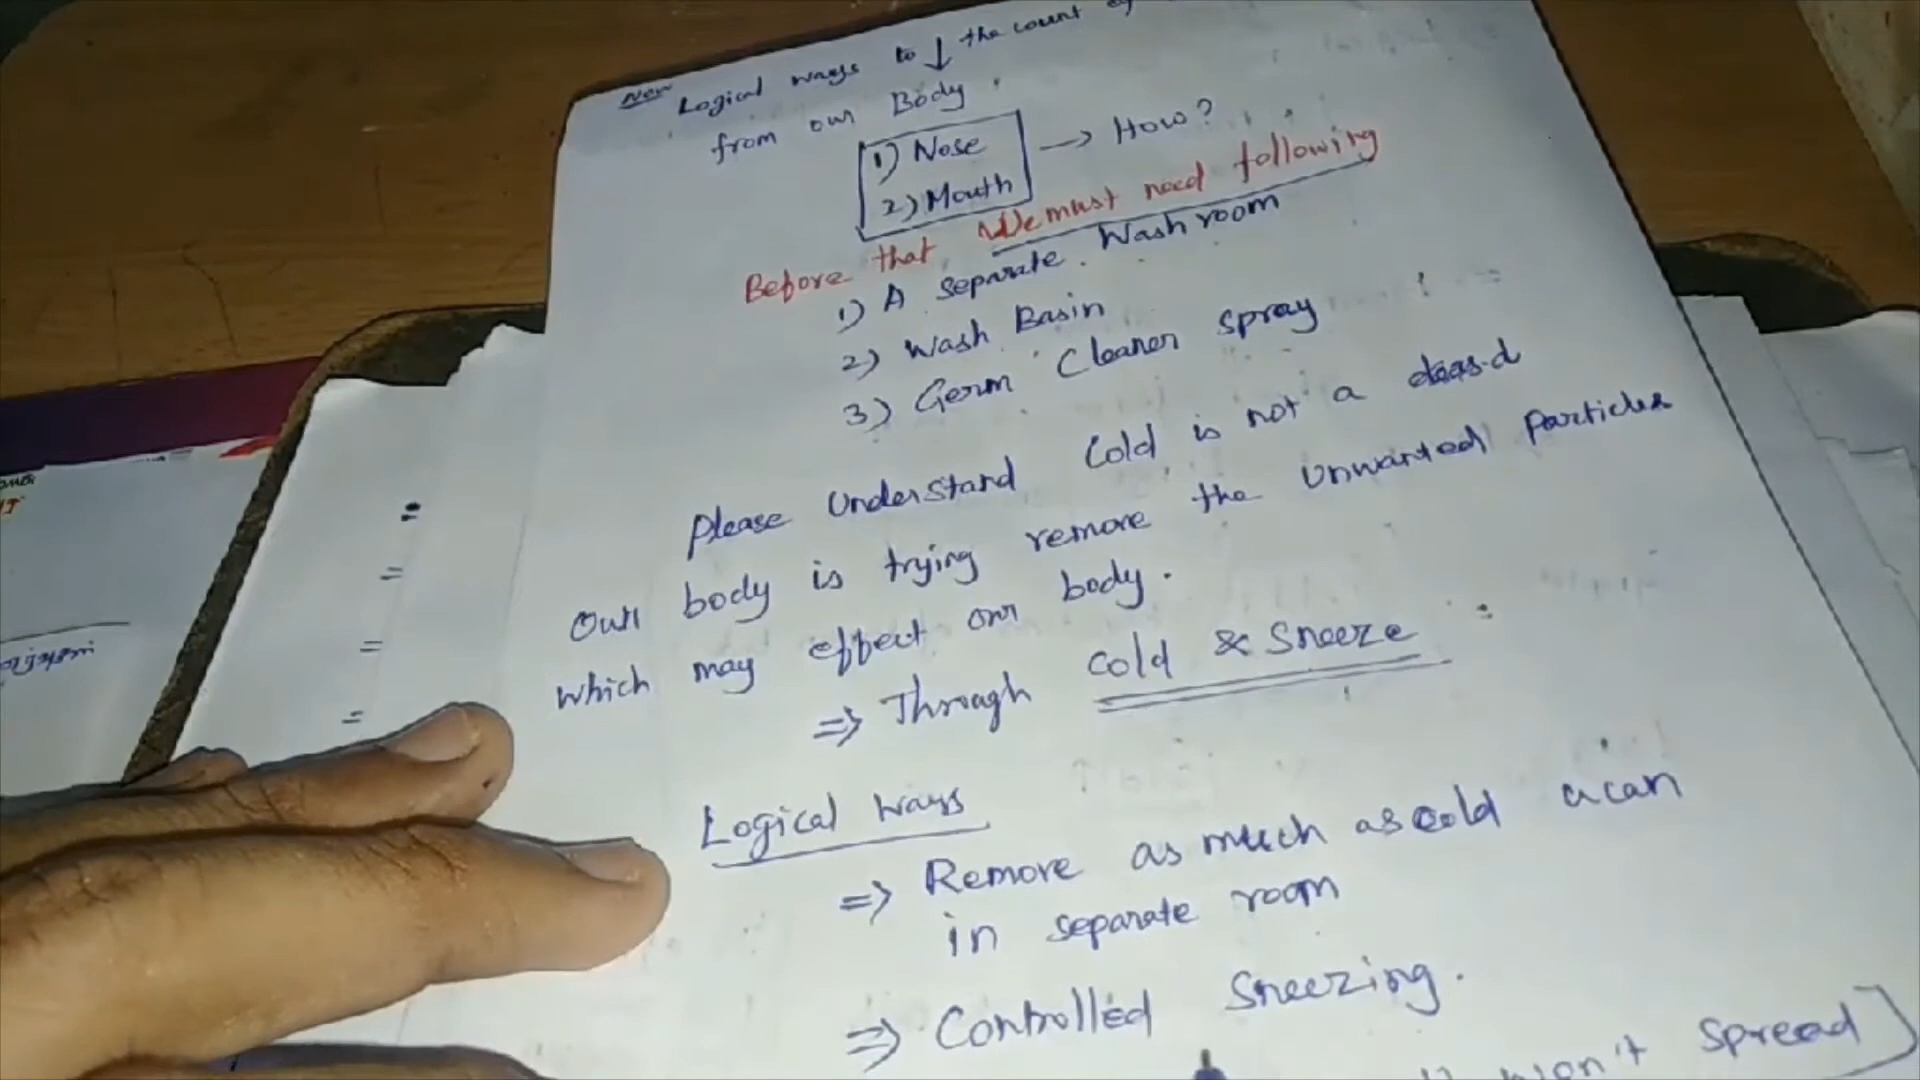 Now Logical ways to ↓ the count of
from our Body
1) Nose
2) Mouth
→ How?
Before that, We must need following
1) A separate Wash room
2) Wash Basin
3) Germ Cleaner spray
Please Understand Cold is not a
Our body is trying remove the Unwanted Particles
which may effect our body.
⇒ Through Cold & Sneeze
Logical ways
⇒ Remove as much as cold can
in separate room
⇒ Controlled Sneezing.
won't spread]